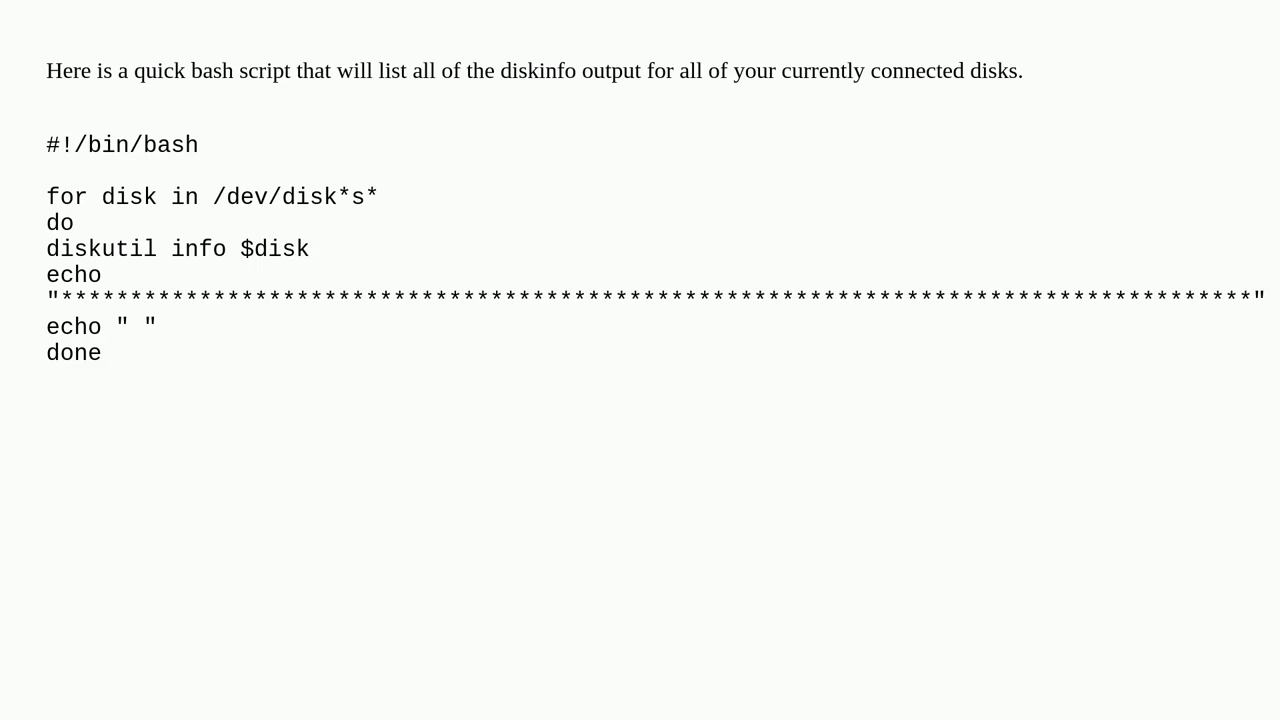 Here is a quick bash script that will list all of the diskinfo output for all of your currently connected disks.
#!/bin/bash
for disk in /dev/disk*s*
do
diskutil info $disk
echo
"**************************************************************************************"
echo " "
done